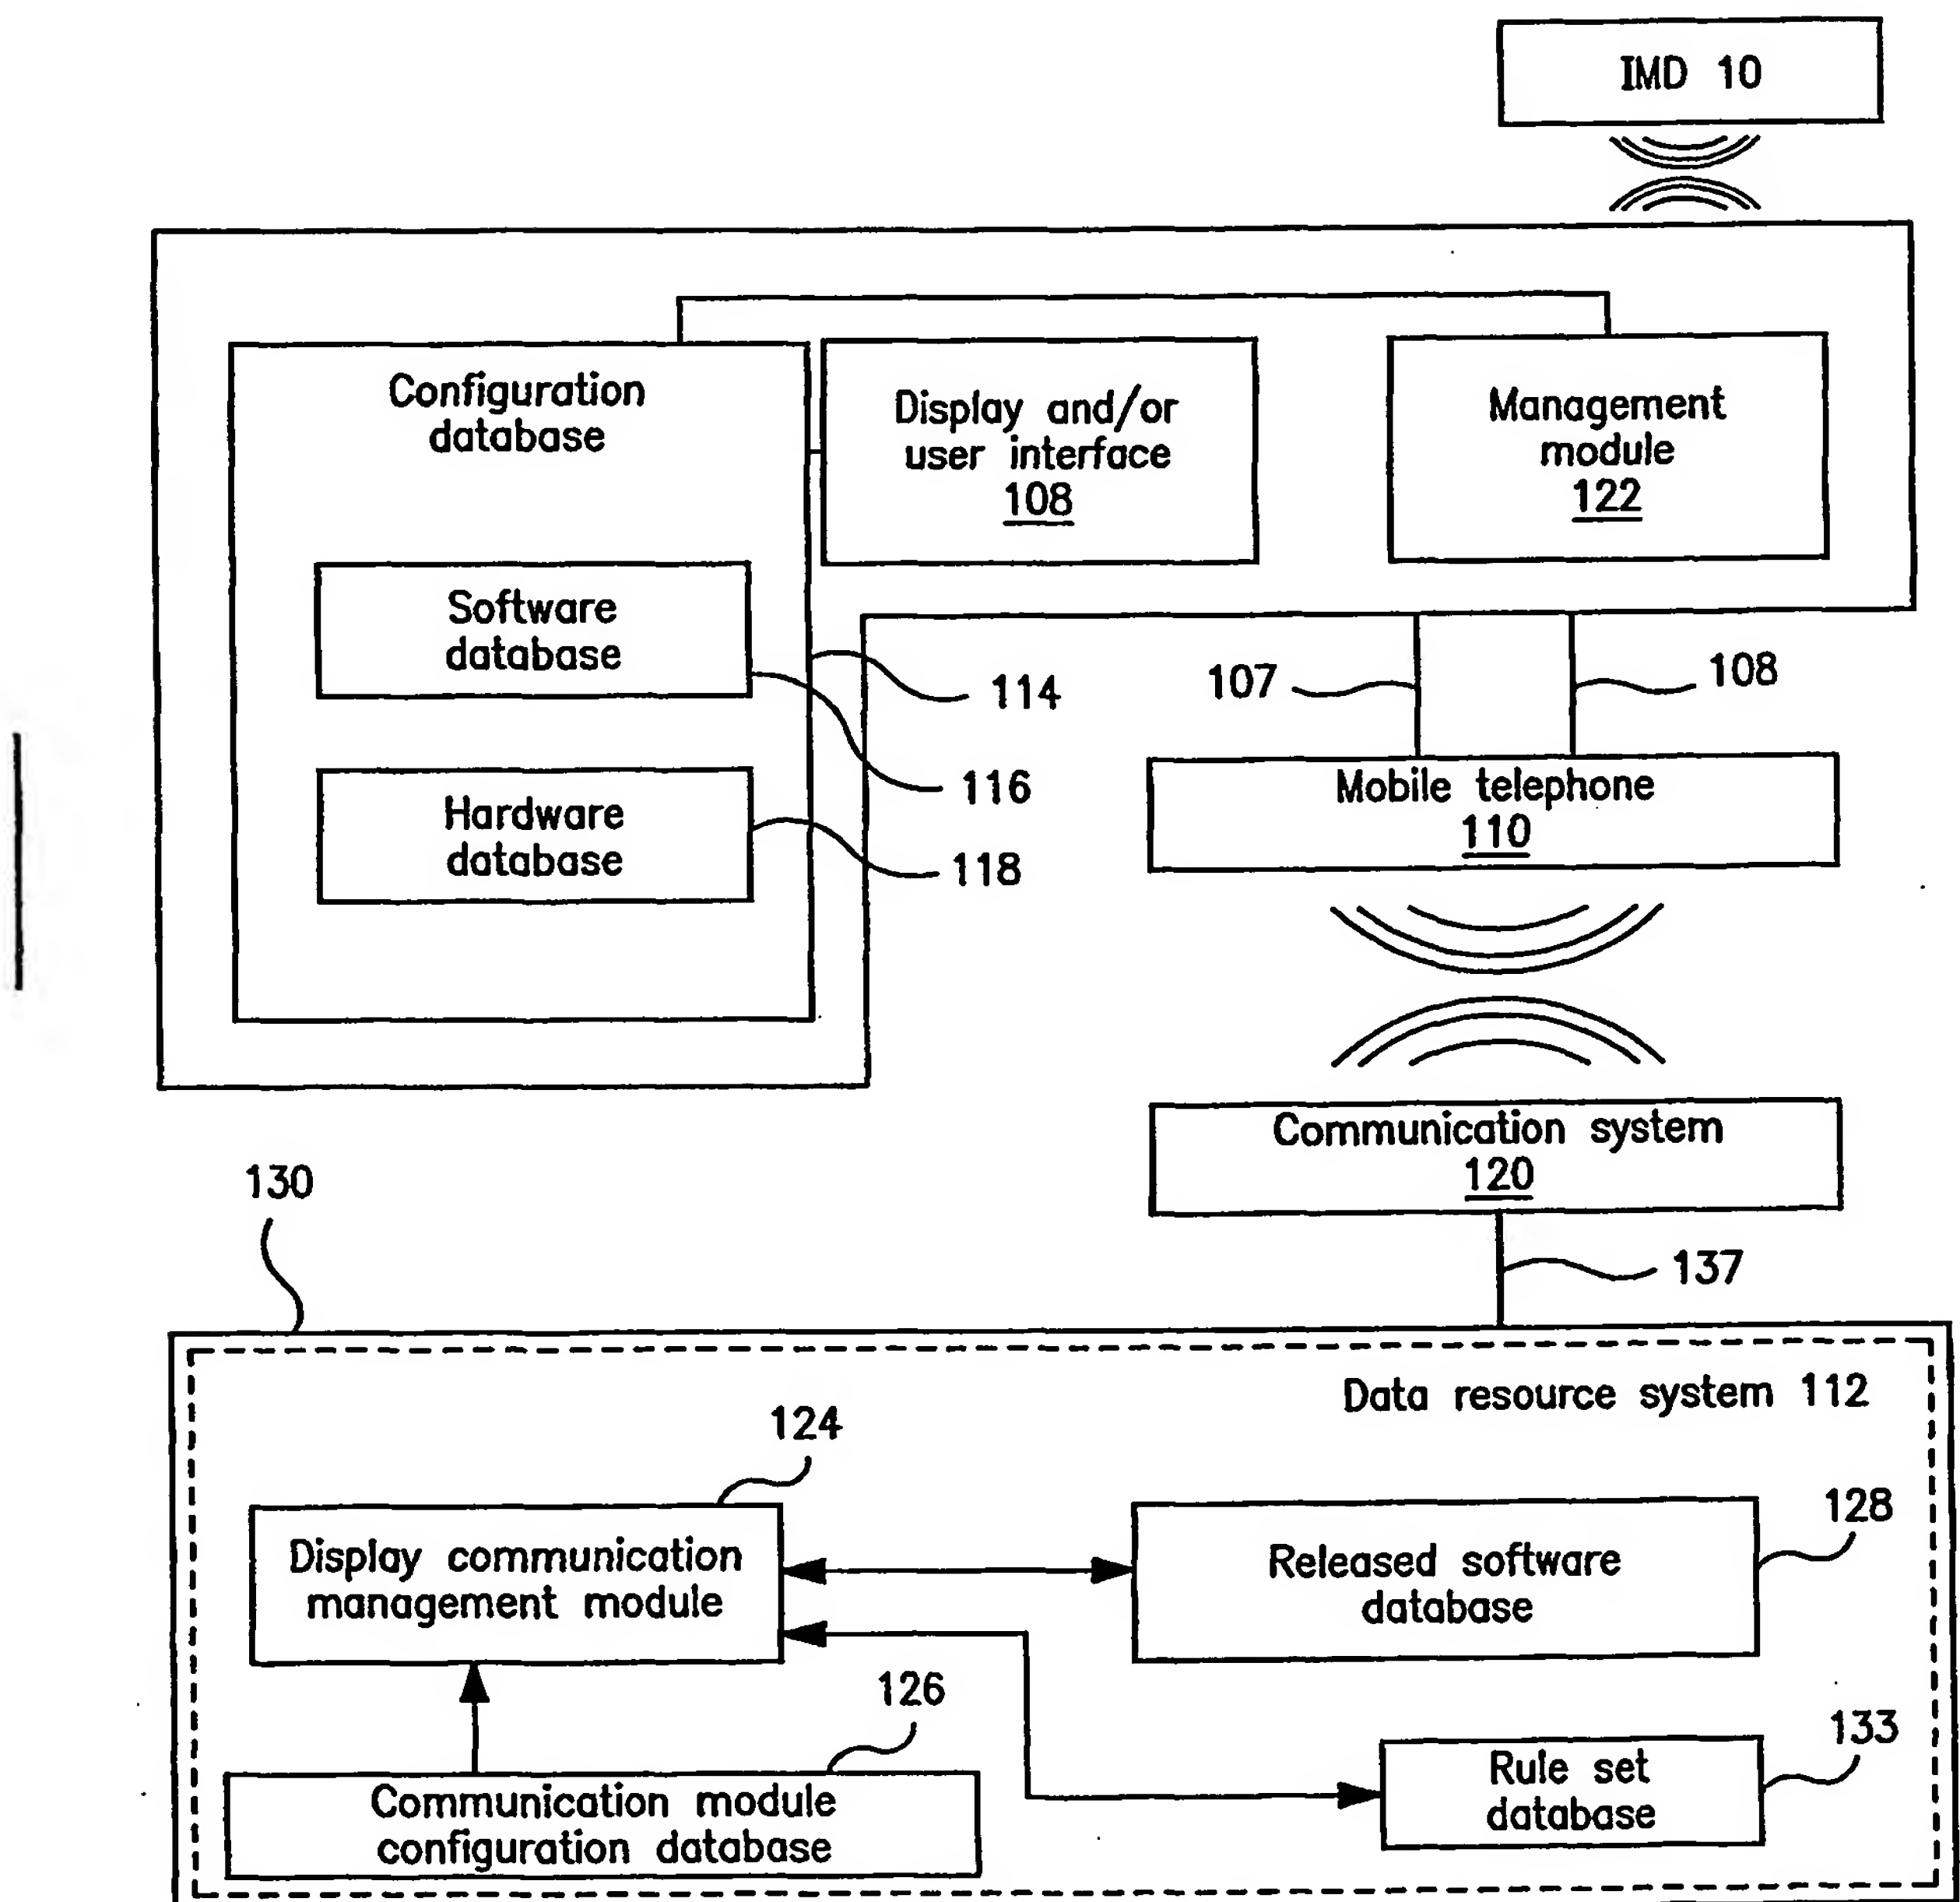 IMD 10
Configuration
database
Display and/or
user interface
108
Management
module
122
Software
database
114
107
108
116
Mobile telephone
110
Hardware
database
118
Communication system
120
130
137
Data resource system 112
124
128
Display communication
management module
Released software
database
126
133
Communication module
configuration database
Rule set
database